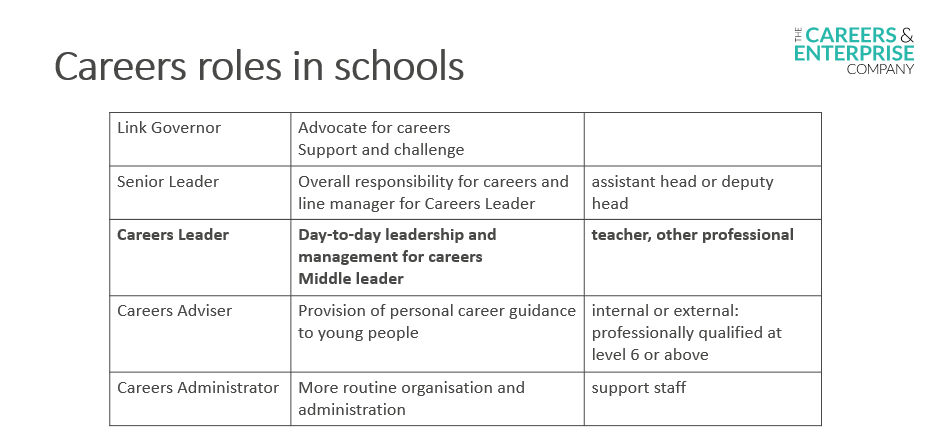 THE CAREERS &
ENTERPRISE
COMPANY
Careers roles in schools
Link Governor
Advocate for careers
Support and challenge
Senior Leader
Overall responsibility for careers and
line manager for Careers Leader
assistant head or deputy
head
Careers Leader
Day-to-day leadership and
management for careers
Middle leader
teacher, other professional
Careers Adviser
Provision of personal career guidance
to young people
internal or external:
professionally qualified at
level 6 or above
Careers Administrator
More routine organisation and
administration
support staff